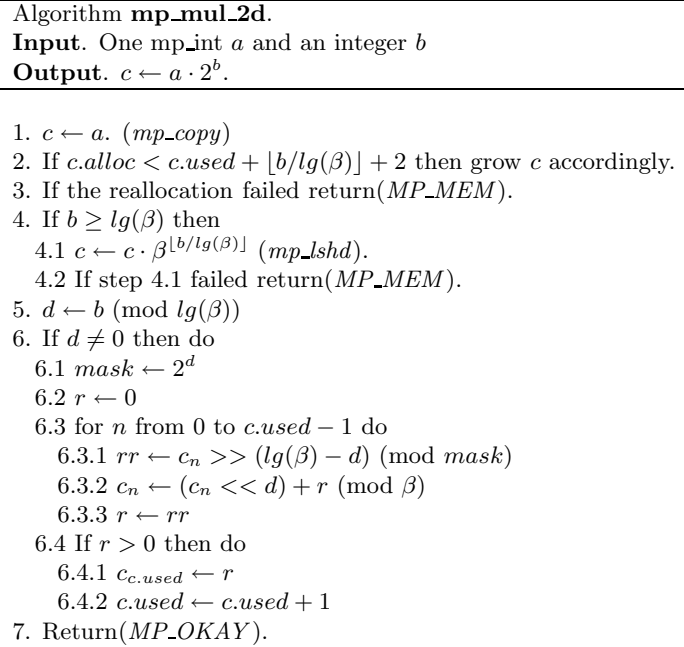 Algorithm mp_mul_2d.
Input. One mp_int a and an integer b
Output. c ← a · 2^b.
1. c ← a. (mp_copy)
2. If c.alloc < c.used + ⌊b/lg(β)⌋ + 2 then grow c accordingly.
3. If the reallocation failed return(MP_MEM).
4. If b ≥ lg(β) then
4.1 c ← c · β^⌊b/lg(β)⌋ (mp_lshd).
4.2 If step 4.1 failed return(MP_MEM).
5. d ← b (mod lg(β))
6. If d ≠ 0 then do
6.1 mask ← 2^d
6.2 r ← 0
6.3 for n from 0 to c.used − 1 do
6.3.1 rr ← c_n >> (lg(β) − d) (mod mask)
6.3.2 c_n ← (c_n << d) + r (mod β)
6.3.3 r ← rr
6.4 If r > 0 then do
6.4.1 c_c.used ← r
6.4.2 c.used ← c.used + 1
7. Return(MP_OKAY).